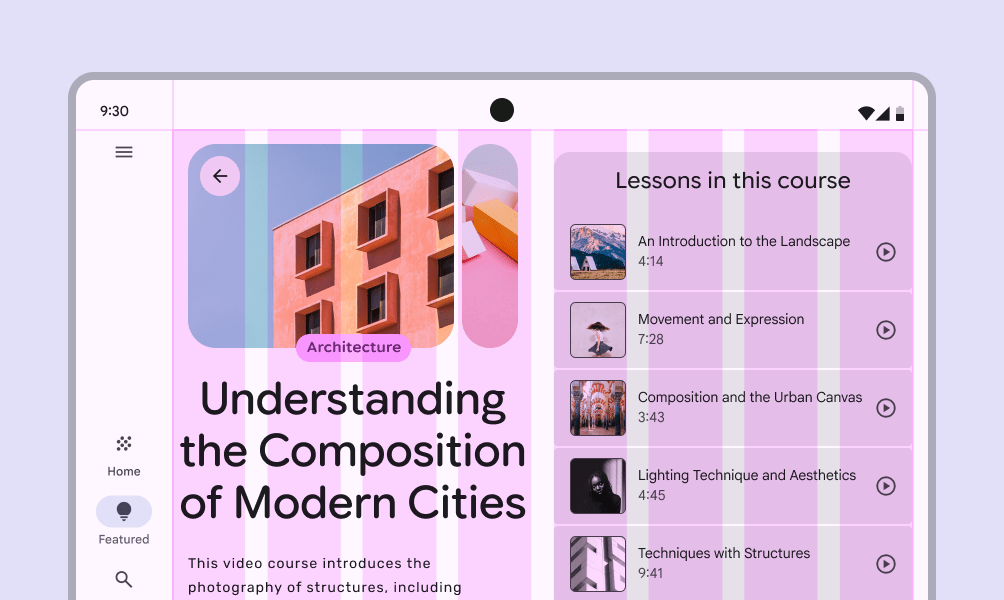 9:30
Home
Featured
Architecture
Understanding
the Composition
of Modern Cities
This video course introduces the
photography of structures, including
Lessons in this course
An Introduction to the Landscape
4:14
Movement and Expression
7:28
Composition and the Urban Canvas
3:43
Lighting Technique and Aesthetics
4:45
Techniques with Structures
9:41